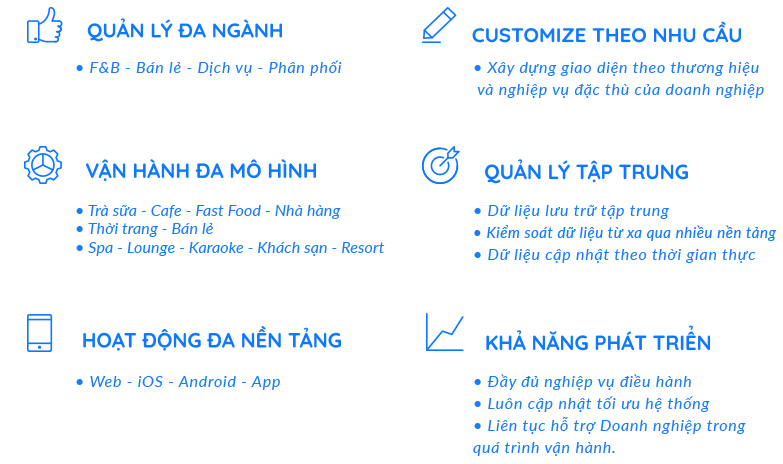 QUẢN LÝ ĐA NGÀNH
• F&B - Bán lẻ - Dịch vụ - Phân phối
CUSTOMIZE THEO NHU CẦU
• Xây dựng giao diện theo thương hiệu
và nghiệp vụ đặc thù của doanh nghiệp
VẬN HÀNH ĐA MÔ HÌNH
• Trà sữa - Cafe - Fast Food - Nhà hàng
• Thời trang - Bán lẻ
• Spa - Lounge - Karaoke - Khách sạn - Resort
QUẢN LÝ TẬP TRUNG
• Dữ liệu lưu trữ tập trung
• Kiểm soát dữ liệu từ xa qua nhiều nền tảng
• Dữ liệu cập nhật theo thời gian thực
HOẠT ĐỘNG ĐA NỀN TẢNG
• Web - iOS - Android - App
KHẢ NĂNG PHÁT TRIỂN
• Đầy đủ nghiệp vụ điều hành
• Luôn cập nhật tối ưu hệ thống
• Liên tục hỗ trợ Doanh nghiệp trong
quá trình vận hành.